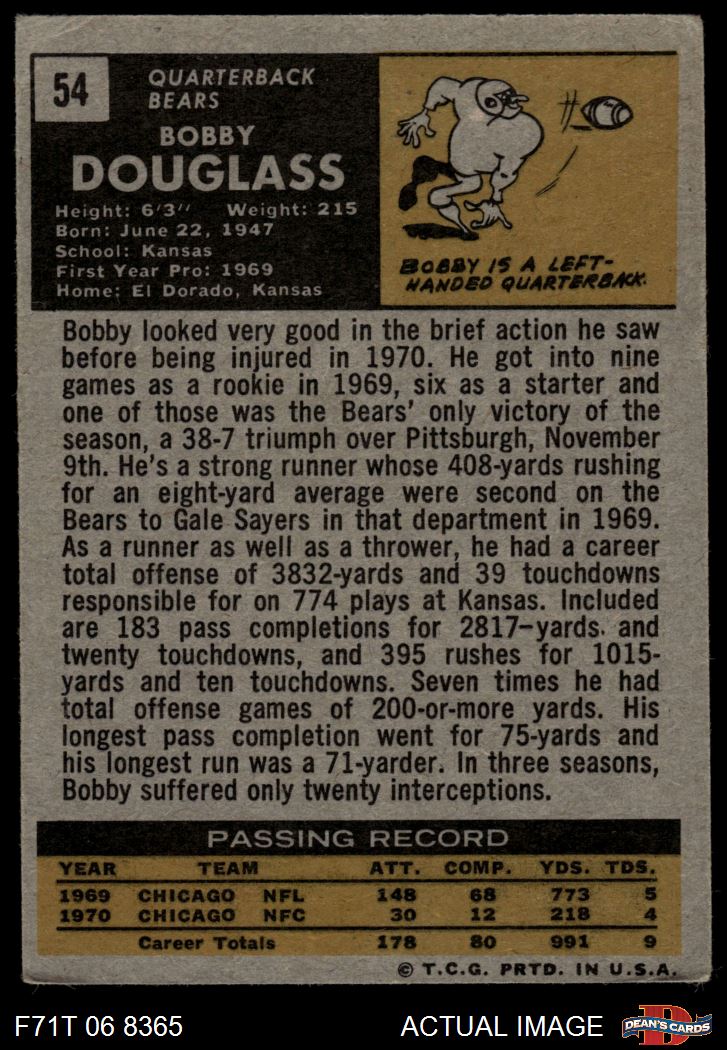 54
QUARTERBACK
BEARS
BOBBY
DOUGLASS
Height: 6'3" Weight: 215
Born: June 22, 1947
School: Kansas
First Year Pro: 1969
Home: El Dorado, Kansas
BOBBY IS A LEFT-
HANDED QUARTERBACK.
Bobby looked very good in the brief action he saw
before being injured in 1970. He got into nine
games as a rookie in 1969, six as a starter and
one of those was the Bears' only victory of the
season, a 38-7 triumph over Pittsburgh, November
9th. He's a strong runner whose 408-yards rushing
for an eight-yard average were second on the
Bears to Gale Sayers in that department in 1969.
As a runner as well as a thrower, he had a career
total offense of 3832-yards and 39 touchdowns
responsible for on 774 plays at Kansas. Included
are 183 pass completions for 2817-yards. and
twenty touchdowns, and 395 rushes for 1015-
yards and ten touchdowns. Seven times he had
total offense games of 200-or-more yards. His
longest pass completion went for 75-yards and
his longest run was a 71-yarder. In three seasons,
Bobby suffered only twenty interceptions.
PASSING RECORD
YEAR TEAM ATT. COMP. YDS. TDS.
1969 CHICAGO NFL 148 68 773 5
1970 CHICAGO NFC 30 12 218 4
Career Totals 178 80 991 9
© T.C.G. PRTD. IN U.S.A.
F71T 06 8365 ACTUAL IMAGE
D
DEAN'S CARDS